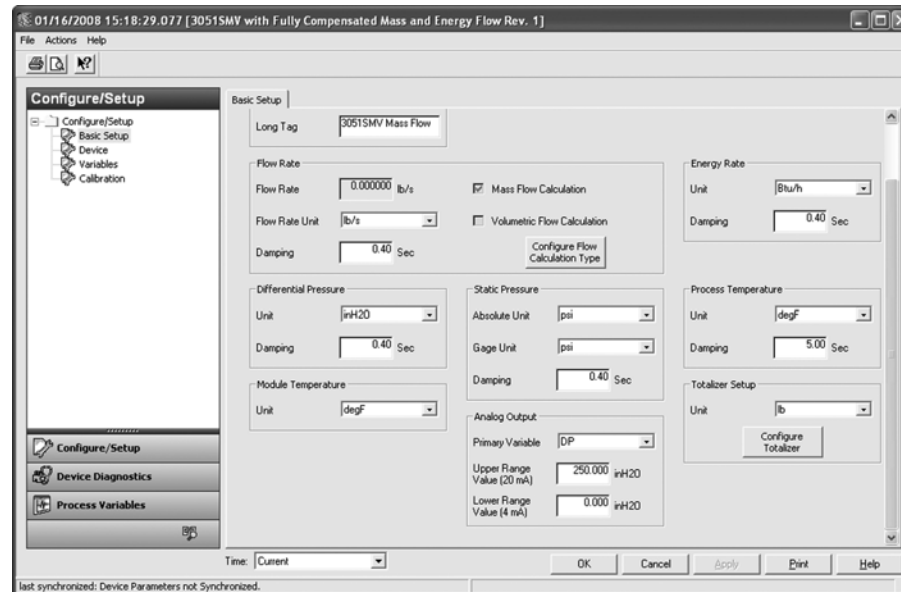 01/16/2008 15:18:29.077 [3051SMV with Fully Compensated Mass and Energy Flow Rev. 1]
File Actions Help
Configure/Setup
Configure/Setup
Basic Setup
Device
Variables
Calibration
Configure/Setup
Device Diagnostics
Process Variables
Basic Setup
Long Tag 3051SMV Mass Flow
Flow Rate
Flow Rate 0.000000 lb/s
Mass Flow Calculation
Flow Rate Unit lb/s
Volumetric Flow Calculation
Damping 0.40 Sec
Configure Flow
Calculation Type
Energy Rate
Unit Btu/h
Damping 0.40 Sec
Differential Pressure
Unit inH2O
Damping 0.40 Sec
Static Pressure
Absolute Unit psi
Gage Unit psi
Damping 0.40 Sec
Process Temperature
Unit degF
Damping 5.00 Sec
Module Temperature
Unit degF
Analog Output
Primary Variable DP
Upper Range
Value (20 mA) 250.000 inH2O
Lower Range
Value (4 mA) 0.000 inH2O
Totalizer Setup
Unit lb
Configure
Totalizer
Time: Current
OK Cancel Apply Print Help
last synchronized: Device Parameters not Synchronized.